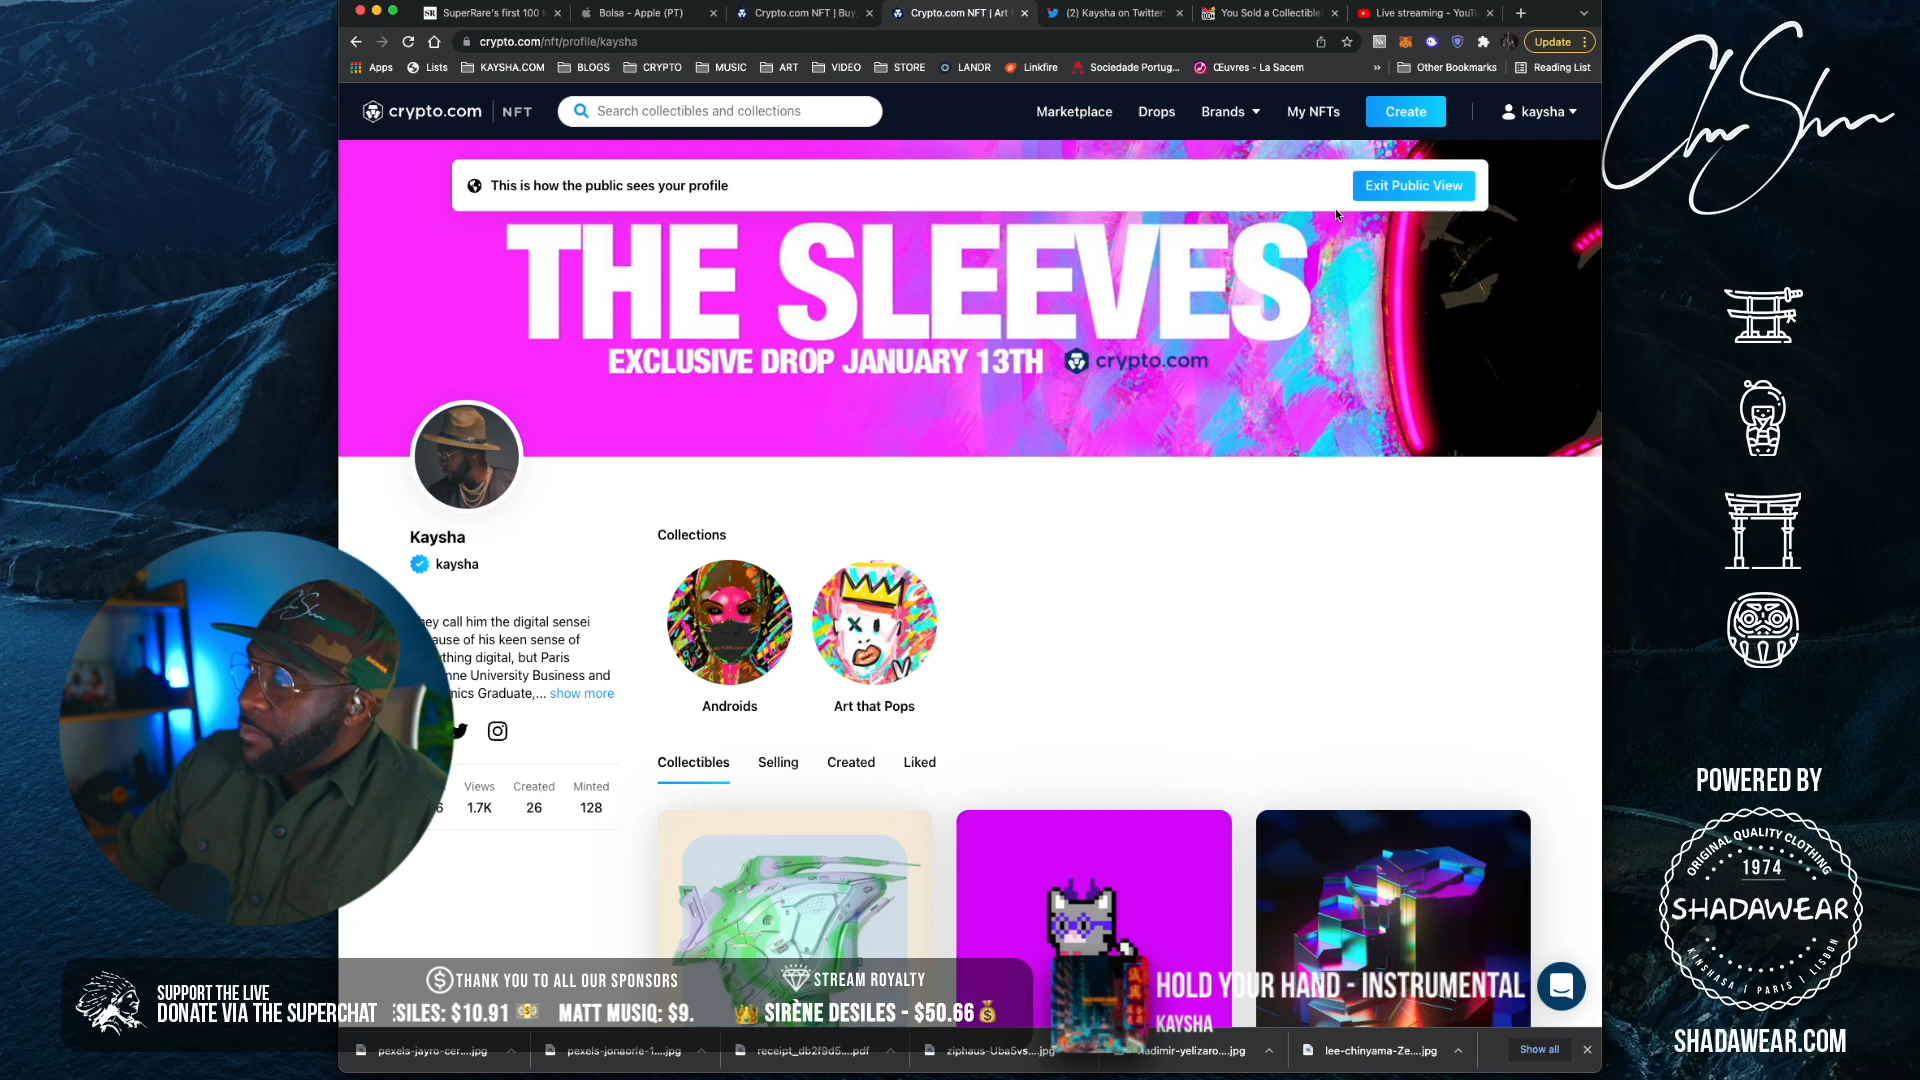 SuperRare's first 100 t
Bolsa - Apple (PT)
Crypto.com NFT | Buy,
Crypto.com NFT | Art
(2) Kaysha on Twitter:
You Sold a Collectible!
Live streaming - YouTu
crypto.com/nft/profile/kaysha
Update
Apps
Lists
KAYSHA.COM
BLOGS
CRYPTO
MUSIC
ART
VIDEO
STORE
LANDR
Linkfire
Sociedade Portug...
Œuvres - La Sacem
»
Other Bookmarks
Reading List
crypto.com | NFT
Search collectibles and collections
Marketplace
Drops
Brands
My NFTs
Create
kaysha
This is how the public sees your profile
Exit Public View
THE SLEEVES
EXCLUSIVE DROP JANUARY 13TH crypto.com
Kaysha
kaysha
ey call him the digital sensei
ause of his keen sense of
ything digital, but Paris
nne University Business and
mics Graduate,... show more
Views
Created
Minted
6
1.7K
26
128
Collections
Androids
Art that Pops
Collectibles
Selling
Created
Liked
POWERED BY
ORIGINAL QUALITY CLOTHING
1974
SHADAWEAR
KINSHASA / PARIS / LISBON
SHADAWEAR.COM
SUPPORT THE LIVE
DONATE VIA THE SUPERCHAT
THANK YOU TO ALL OUR SPONSORS
ESILES: $10.91 MATT MUSIQ: $9.
STREAM ROYALTY
SIRÈNE DESILES - $50.66
HOLD YOUR HAND - INSTRUMENTAL
KAYSHA
pexels-jayro-cer....jpg
pexels-jonaorle-1....jpg
receipt_db2f9d5....pdf
ziphaus-Uba5vs....jpg
ladimir-yelizaro....jpg
lee-chinyama-Ze....jpg
Show all